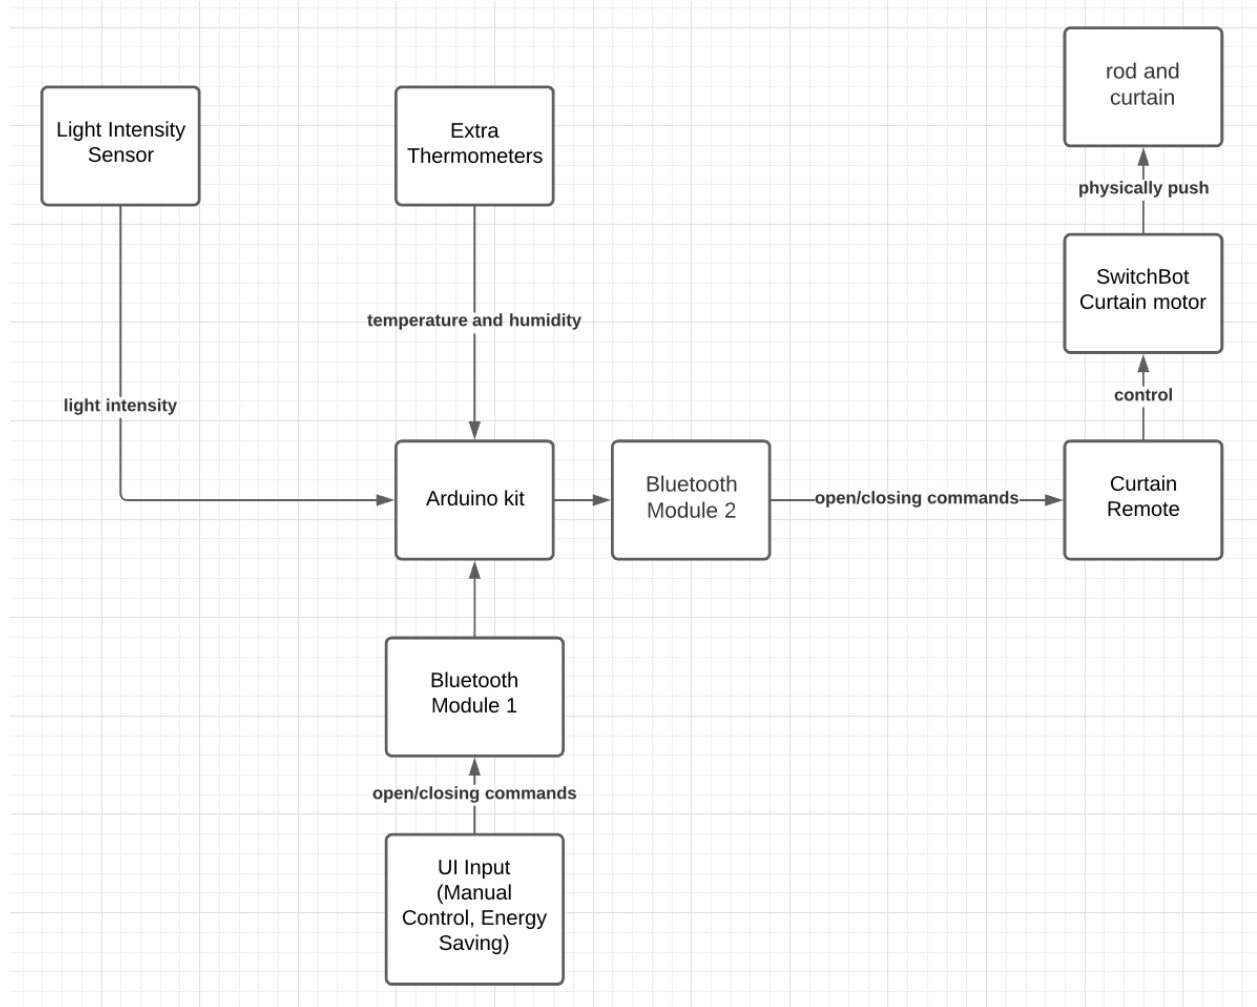 rod and
curtain
Light Intensity
Sensor
Extra
Thermometers
physically push
SwitchBot
Curtain motor
temperature and humidity
control
light intensity
Arduino kit
Bluetooth
Module 2
open/closing commands
Curtain
Remote
Bluetooth
Module 1
open/closing commands
UI Input
(Manual
Control, Energy
Saving)